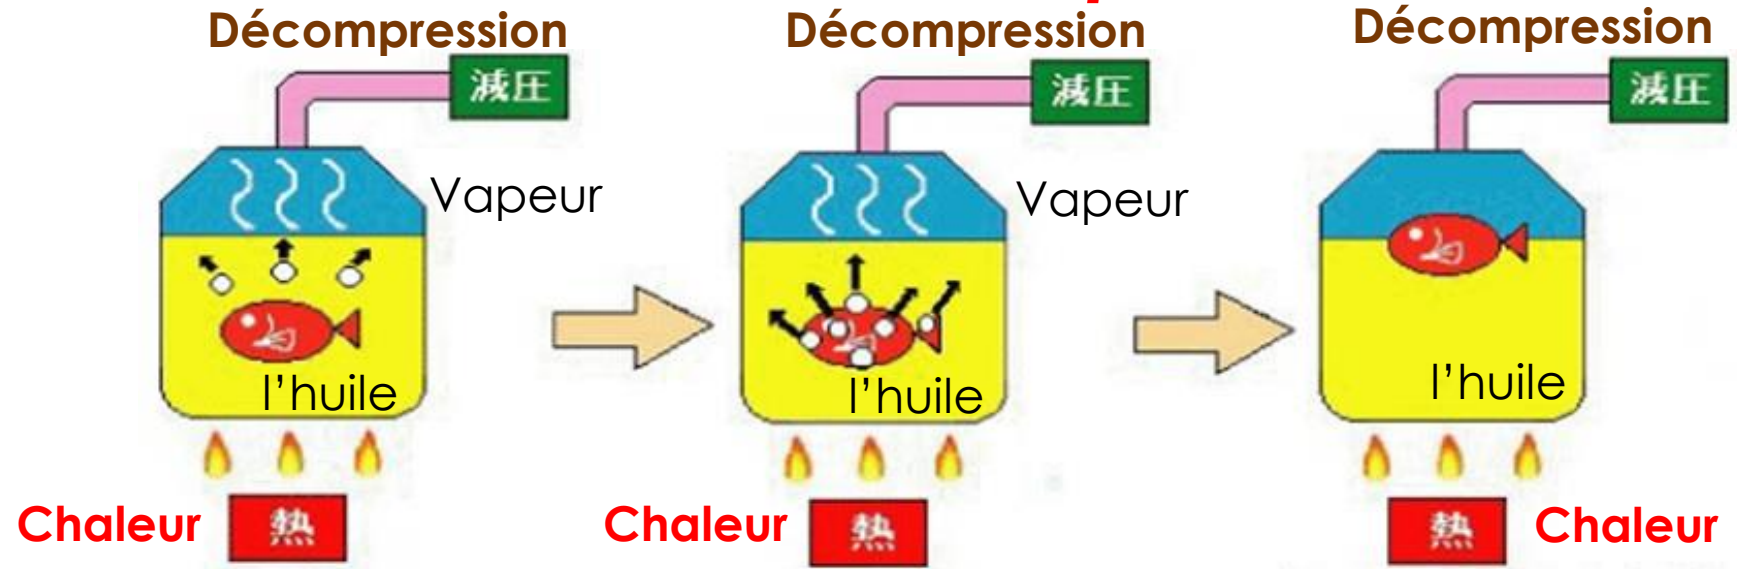 Décompression
Décompression
Décompression
減圧
減圧
減圧
Vapeur
Vapeur
l'huile
l'huile
l'huile
Chaleur
熱
Chaleur
熱
熱
Chaleur